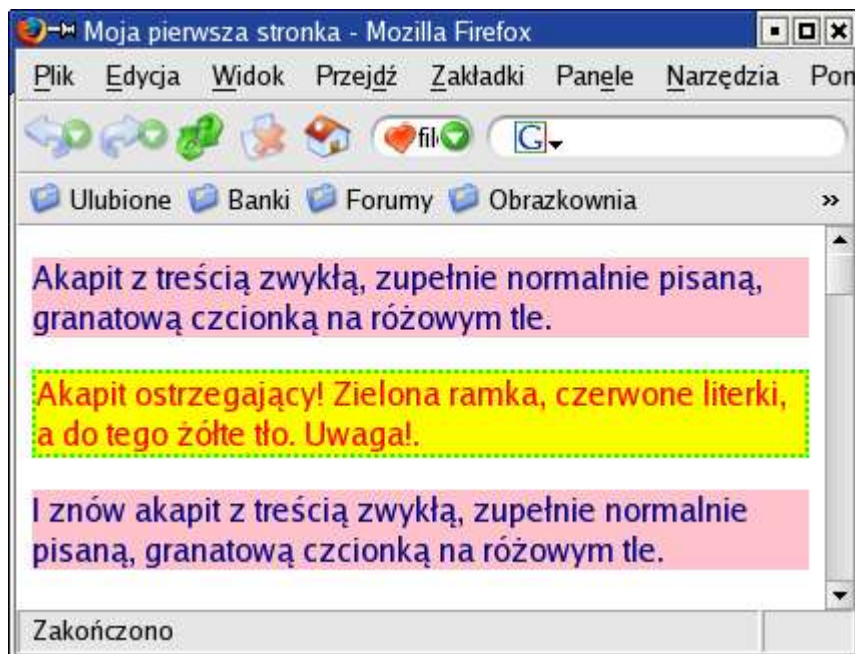 Moja pierwsza stronka - Mozilla Firefox
Plik Edycja Widok Przejdź Zakładki Panele Narzędzia Pon
fil G
Ulubione Banki Forumy Obrazkownia »
Akapit z treścią zwykłą, zupełnie normalnie pisaną,
granatową czcionką na różowym tle.
Akapit ostrzegający! Zielona ramka, czerwone literki,
a do tego żółte tło. Uwaga!.
I znów akapit z treścią zwykłą, zupełnie normalnie
pisaną, granatową czcionką na różowym tle.
Zakończono